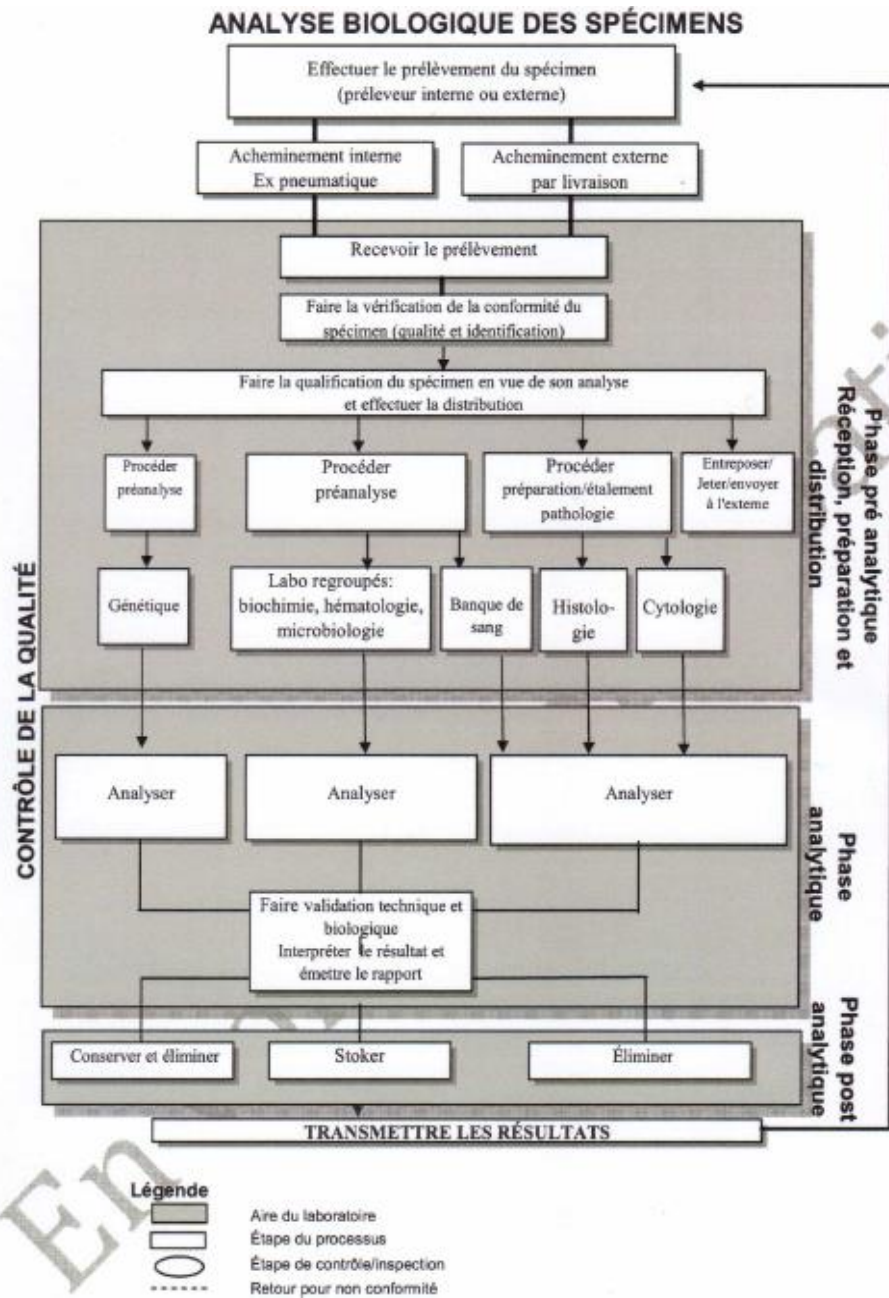 ANALYSE BIOLOGIQUE DES SPÉCIMENS
Effectuer le prélèvement du spécimen
(préleveur interne ou externe)
Acheminement interne
Ex pneumatique
Acheminement externe
par livraison
Recevoir le prélèvement
Faire la vérification de la conformité du
spécimen (qualité et identification)
Faire la qualification du spécimen en vue de son analyse
et effectuer la distribution
Procéder
préanalyse
Procéder
préanalyse
Procéder
préparation/étalement
pathologie
Entreposer/
Jeter/envoyer
à l'externe
Génétique
Labo regroupés:
biochimie, hématologie,
microbiologie
Banque de
sang
Histolo-
gie
Cytologie
Phase pré analytique
Réception, préparation et
distribution
CONTRÔLE DE LA QUALITÉ
Analyser
Analyser
Analyser
Phase
analytique
Faire validation technique et
biologique
Interpréter le résultat et
émettre le rapport
Conserver et éliminer
Stoker
Éliminer
Phase post
analytique
TRANSMETTRE LES RÉSULTATS
Légende
Aire du laboratoire
Étape du processus
Étape de contrôle/inspection
Retour pour non conformité
En